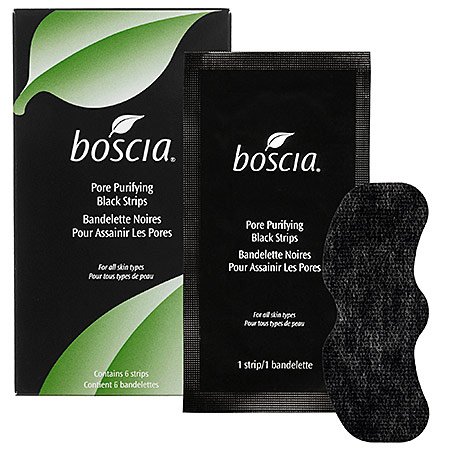 boscia®
Pore Purifying
Black Strips
Bandelette Noires
Pour Assainir Les Pores
For all skin types
Pour tous types de peau
Contains 6 strips
Contient 6 bandelettes
boscia®
Pore Purifying
Black Strips
Bandelette Noires
Pour Assainir Les Pores
For all skin types
Pour tous types de peau
1 strip/1 bandelette